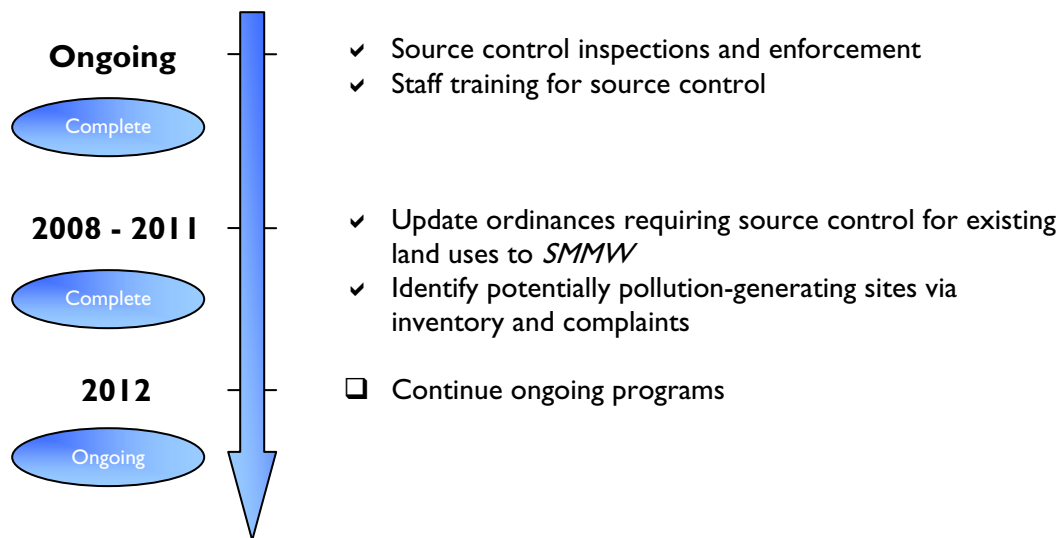 Ongoing
✔ Source control inspections and enforcement
✔ Staff training for source control
Complete
2008 - 2011
✔ Update ordinances requiring source control for existing
land uses to SMMW
✔ Identify potentially pollution-generating sites via
inventory and complaints
Complete
2012
❑ Continue ongoing programs
Ongoing